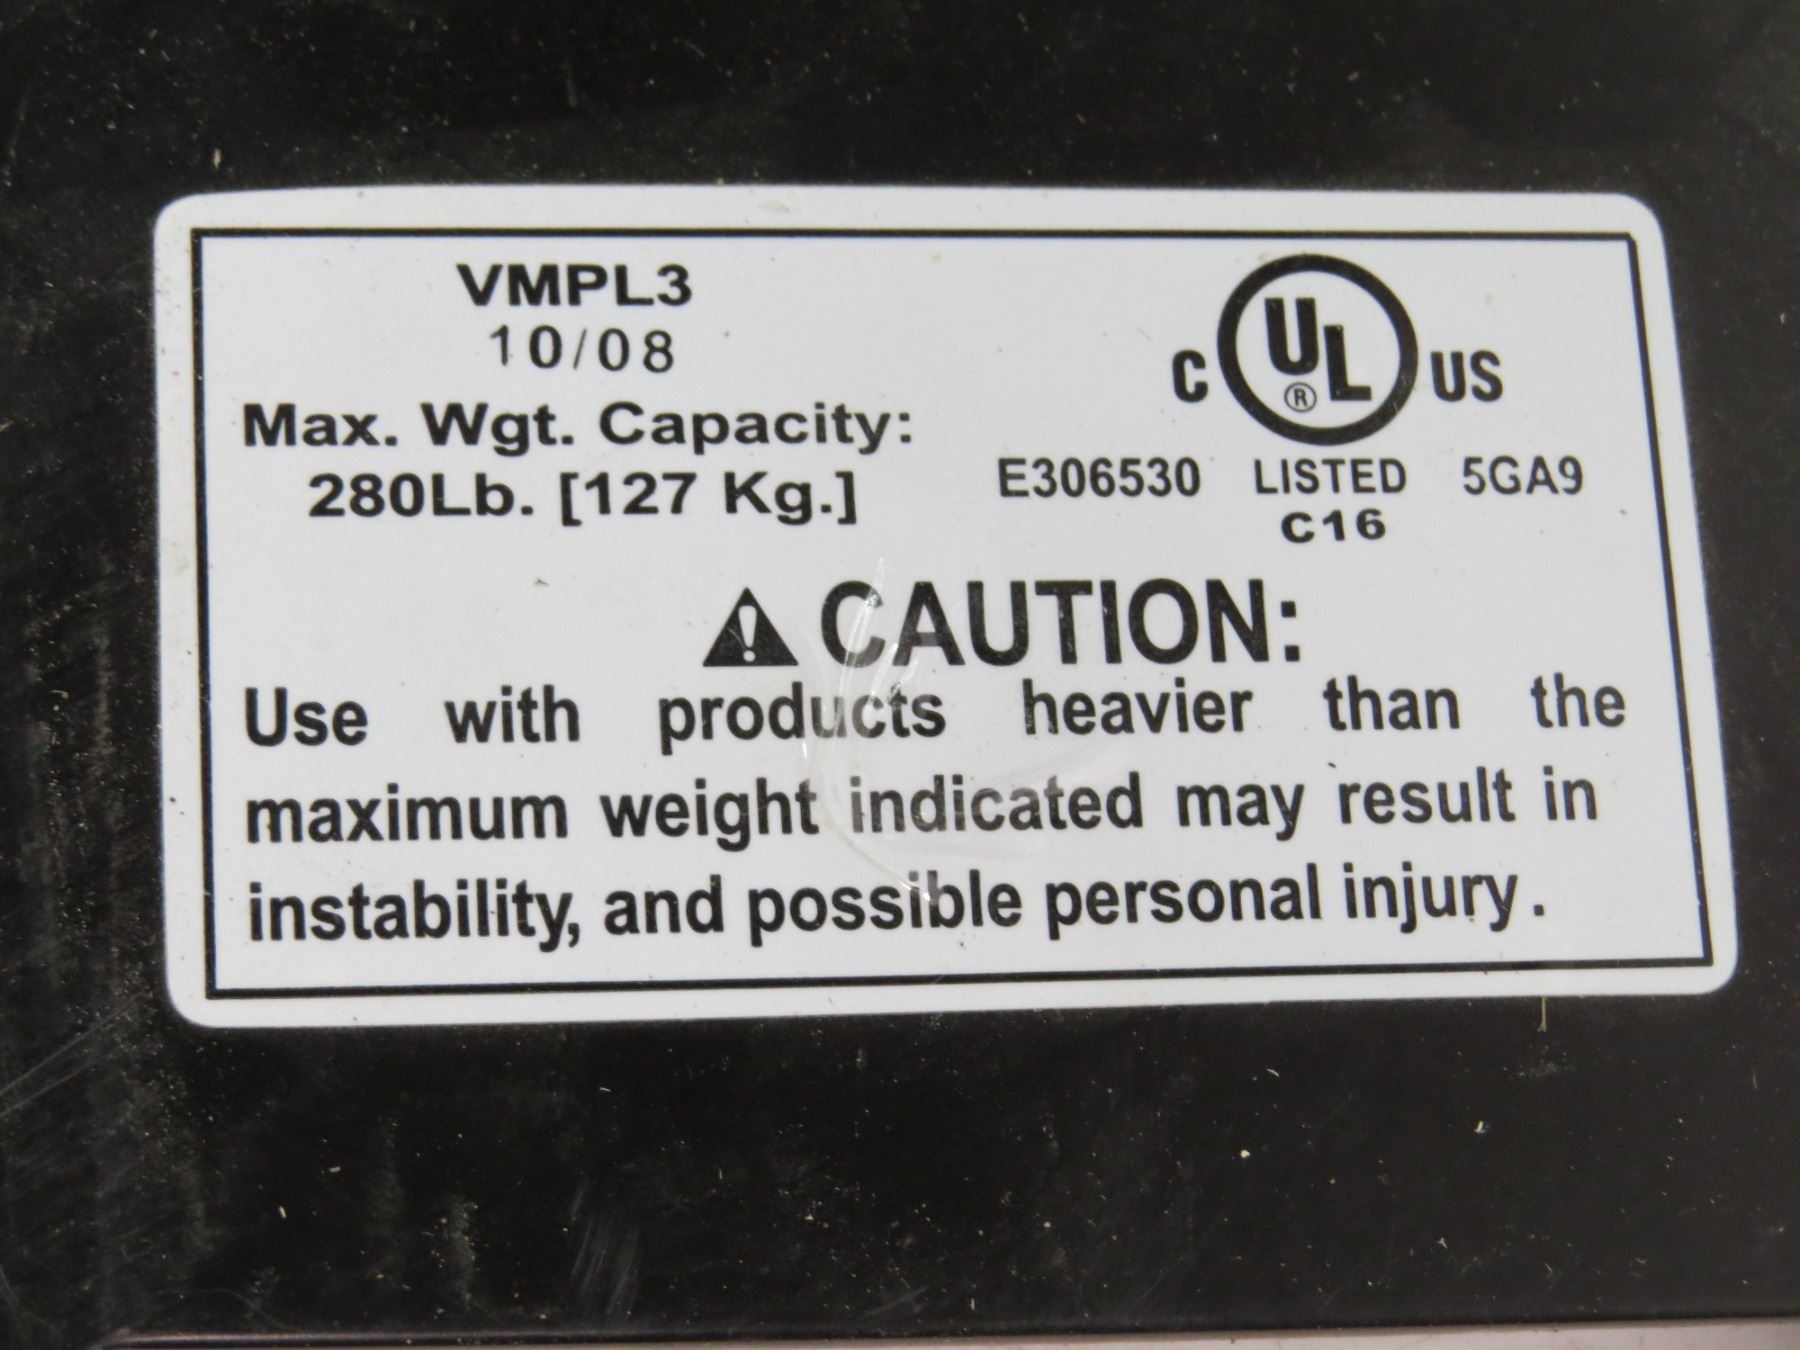 VMPL3
10/08
Max. Wgt. Capacity:
280Lb. [127 Kg.]
C UL® US
E306530 LISTED 5GA9
C16
CAUTION:
Use with products heavier than the
maximum weight indicated may result in
instability, and possible personal injury.